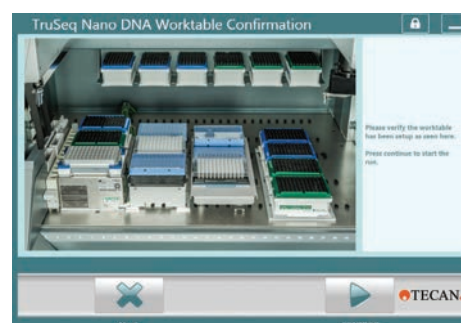 TruSeq Nano DNA Worktable Confirmation
Please verify the worktable
has been setup as seen here.
Press continue to start the
run.
TECAN